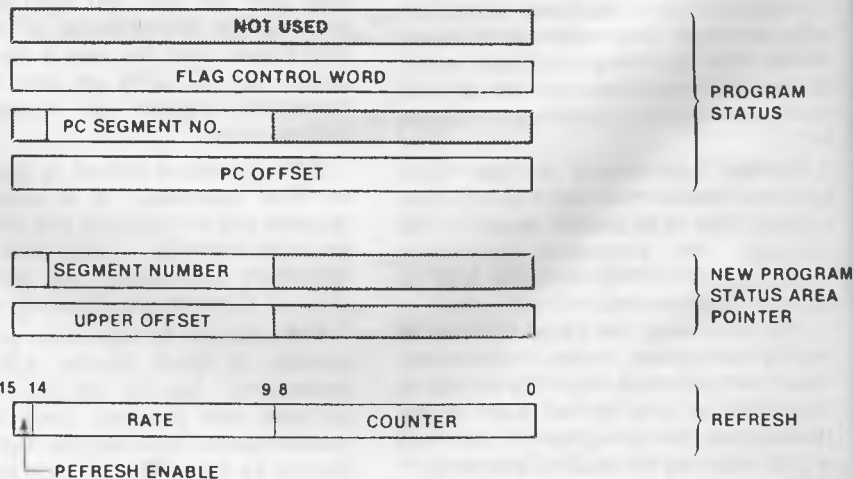 NOT USED
FLAG CONTROL WORD
PC SEGMENT NO.
PC OFFSET
PROGRAM
STATUS
SEGMENT NUMBER
UPPER OFFSET
NEW PROGRAM
STATUS AREA
POINTER
15 14 9 8 0
RATE COUNTER
REFRESH
PEFRESH ENABLE